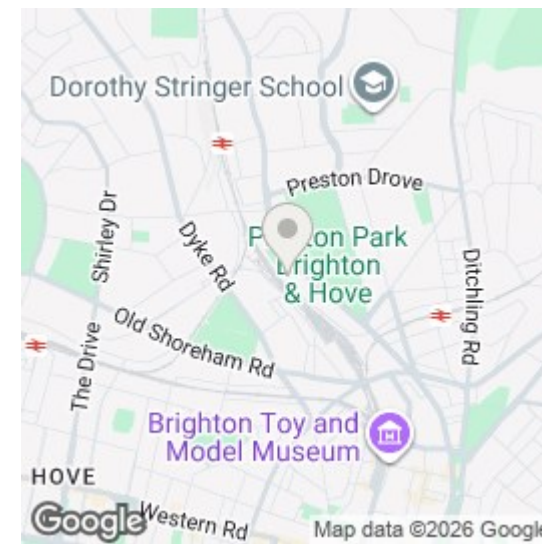 Dorothy Stringer School
Preston Drove
Shirley Dr
Dyke Rd
Park
Brighton
& Hove
Ditchling Rd
Old Shoreham Rd
The Drive
Brighton Toy and
Model Museum
HOVE
Western Rd
Google
Map data ©2026 Google